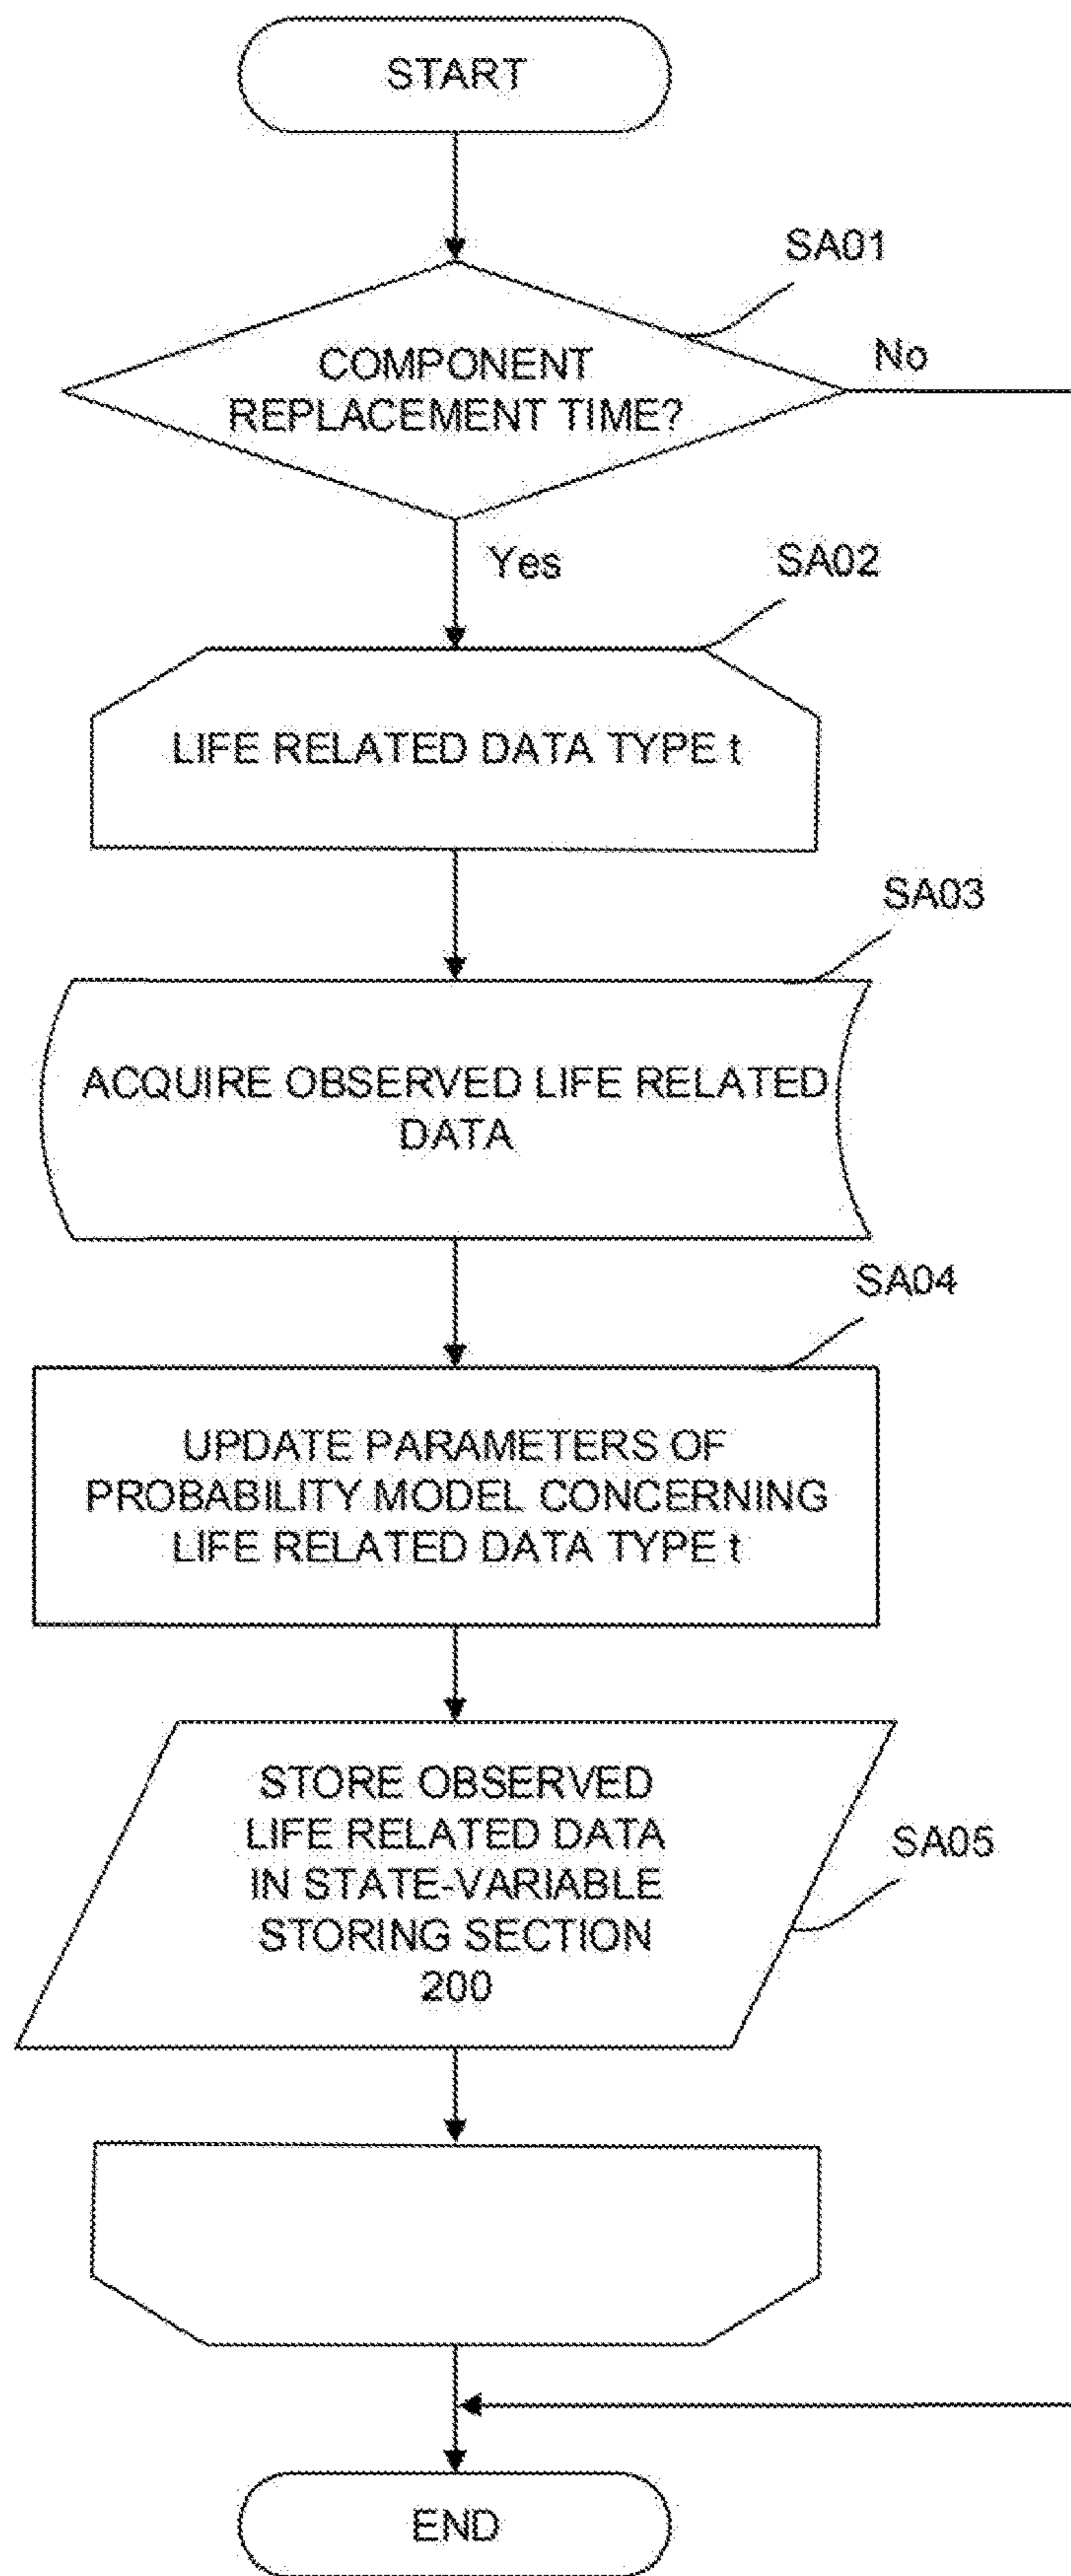 START
SA01
COMPONENT
REPLACEMENT TIME?
No
Yes
SA02
LIFE RELATED DATA TYPE t
SA03
ACQUIRE OBSERVED LIFE RELATED
DATA
SA04
UPDATE PARAMETERS OF
PROBABILITY MODEL CONCERNING
LIFE RELATED DATA TYPE t
STORE OBSERVED
LIFE RELATED DATA
IN STATE-VARIABLE
STORING SECTION
200
SA05
END